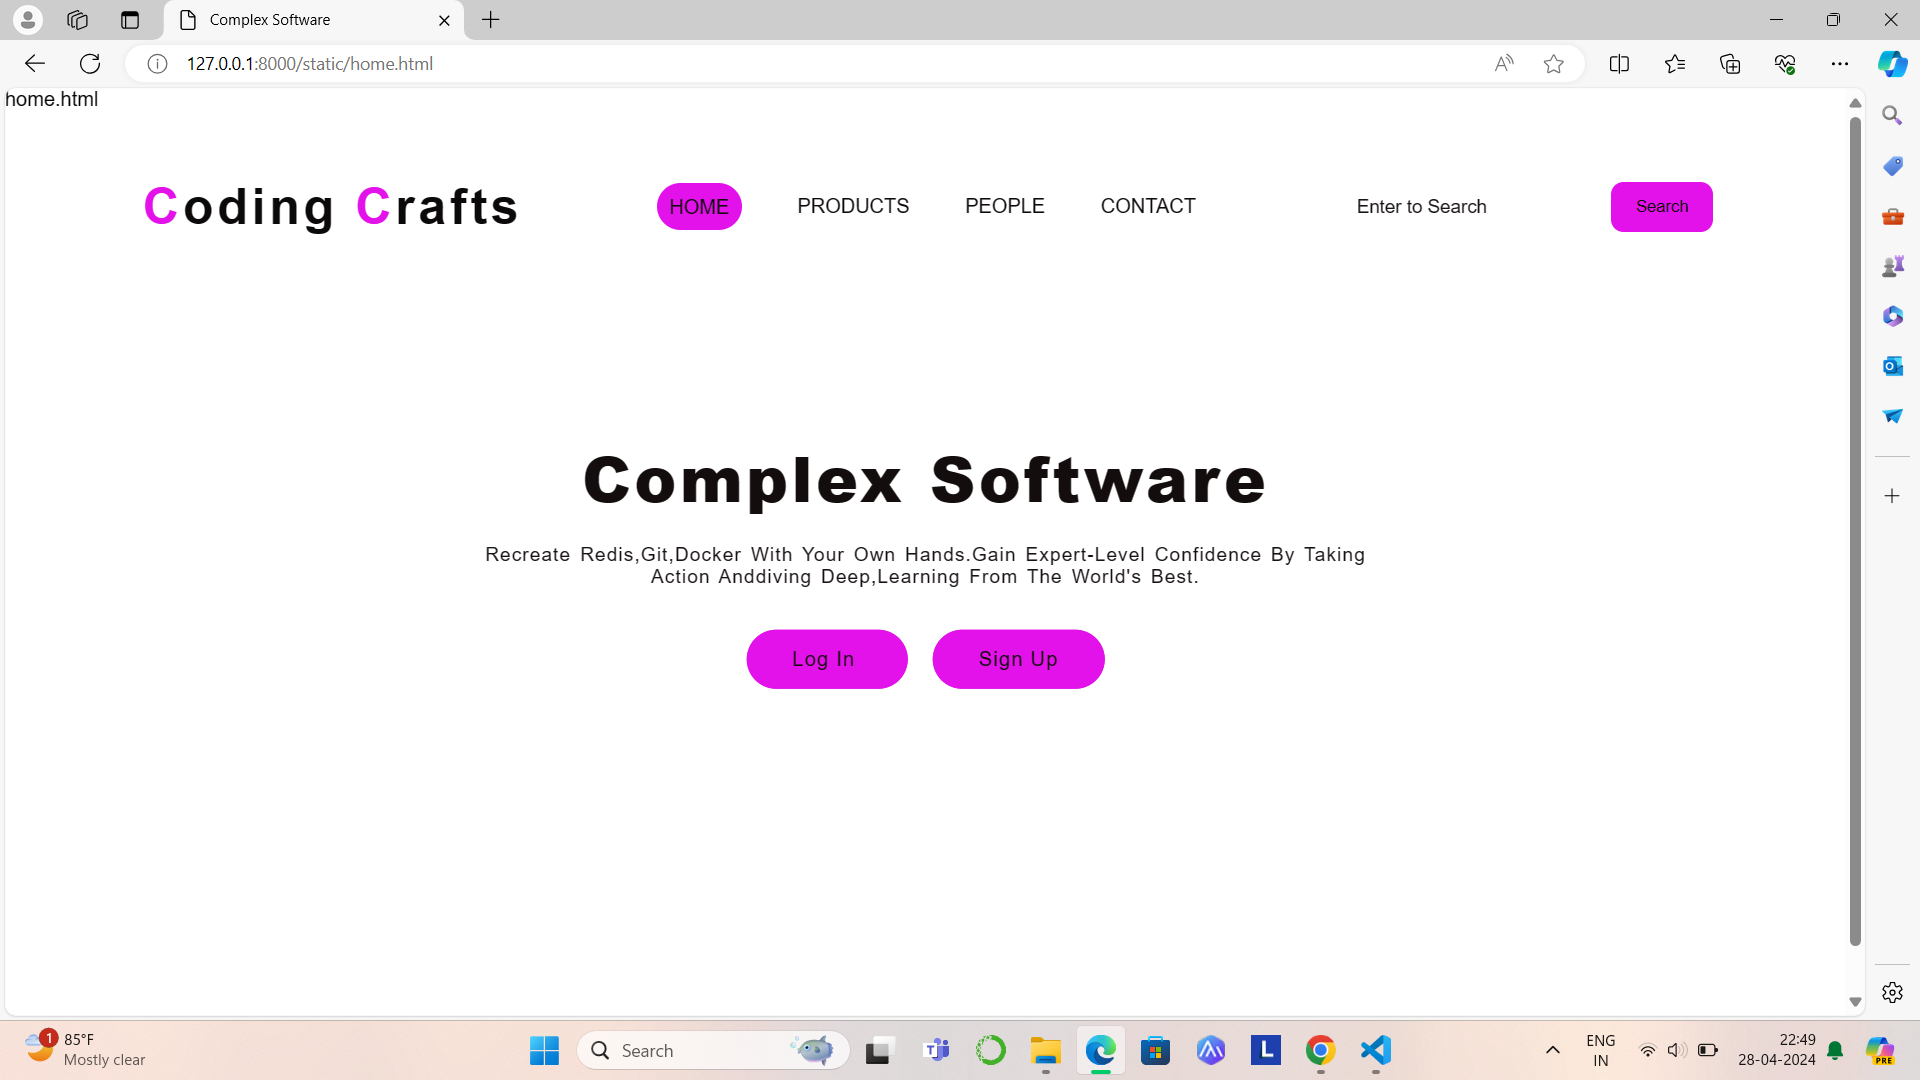 Complex Software
127.0.0.1:8000/static/home.html
home.html
Coding Crafts
HOME PRODUCTS PEOPLE CONTACT Enter to Search Search
Complex Software
Recreate Redis,Git,Docker With Your Own Hands.Gain Expert-Level Confidence By Taking
Action Anddiving Deep,Learning From The World's Best.
Log In Sign Up
1
85°F
Mostly clear
Search
L
ENG
IN
22:49
28-04-2024
PRE